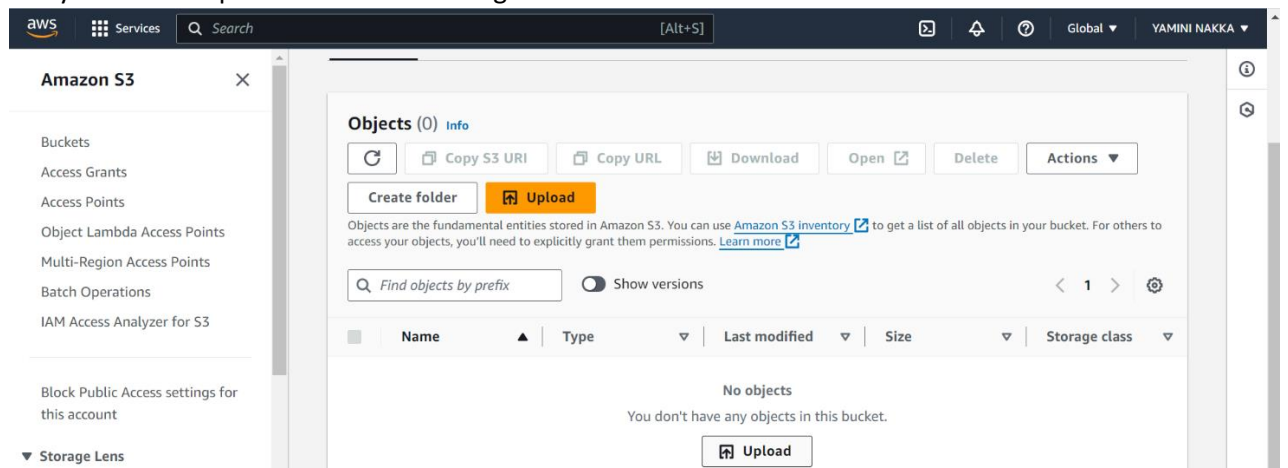 aws Services Search [Alt+S] Global ▼ YAMINI NAKKA ▼
Amazon S3
Buckets
Access Grants
Access Points
Object Lambda Access Points
Multi-Region Access Points
Batch Operations
IAM Access Analyzer for S3
Block Public Access settings for
this account
▼ Storage Lens
Objects (0) Info
Copy S3 URI Copy URL Download Open Delete Actions ▼
Create folder Upload
Objects are the fundamental entities stored in Amazon S3. You can use Amazon S3 inventory to get a list of all objects in your bucket. For others to
access your objects, you'll need to explicitly grant them permissions. Learn more
Find objects by prefix Show versions < 1 >
Name ▲ Type Last modified Size Storage class
No objects
You don't have any objects in this bucket.
Upload